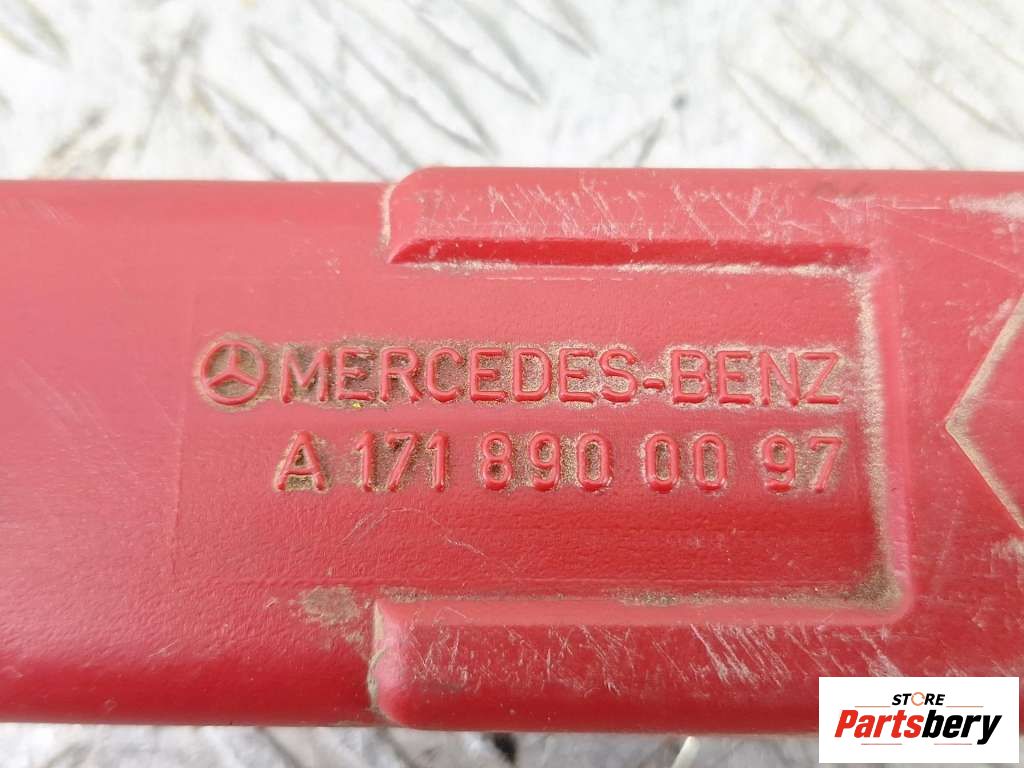 MERCEDES-BENZ
A 171 890 00 97
STORE
Partsbery